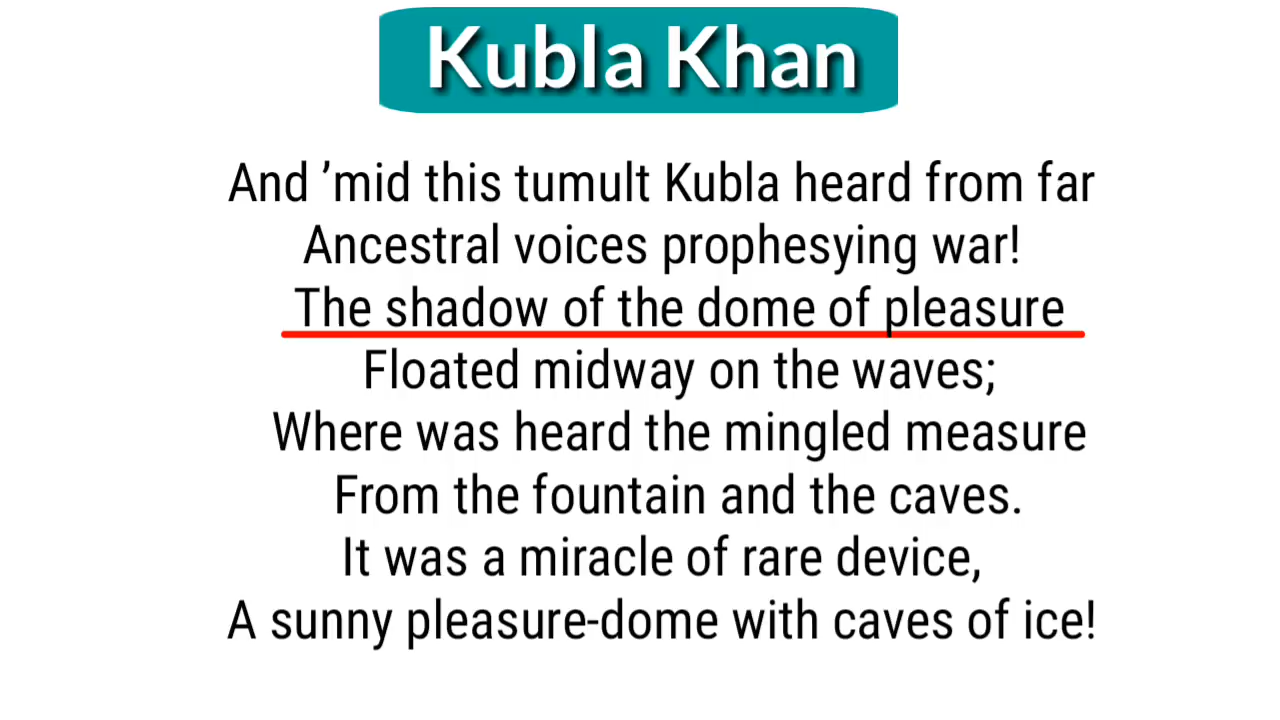 Kubla Khan
And ’mid this tumult Kubla heard from far
Ancestral voices prophesying war!
The shadow of the dome of pleasure
Floated midway on the waves;
Where was heard the mingled measure
From the fountain and the caves.
It was a miracle of rare device,
A sunny pleasure-dome with caves of ice!